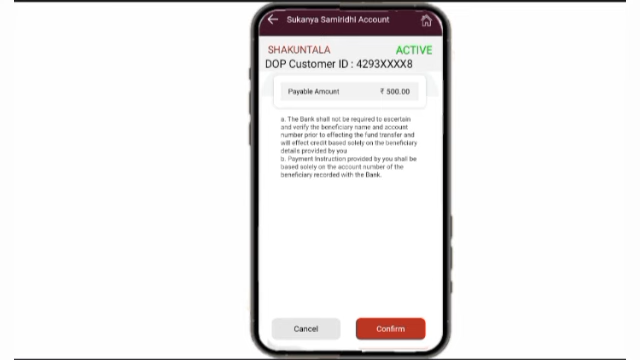 Sukanya Samiridhi Account
SHAKUNTALA ACTIVE
DOP Customer ID : 4293XXXX8
Payable Amount ₹ 500.00
a. The Bank shall not be required to ascertain
and verify the beneficiary name and account
number prior to effecting the fund transfer and
will effect credit based solely on the beneficiary
details provided by you
b. Payment Instruction provided by you shall be
based solely on the account number of the
beneficiary recorded with the Bank.
Cancel Confirm